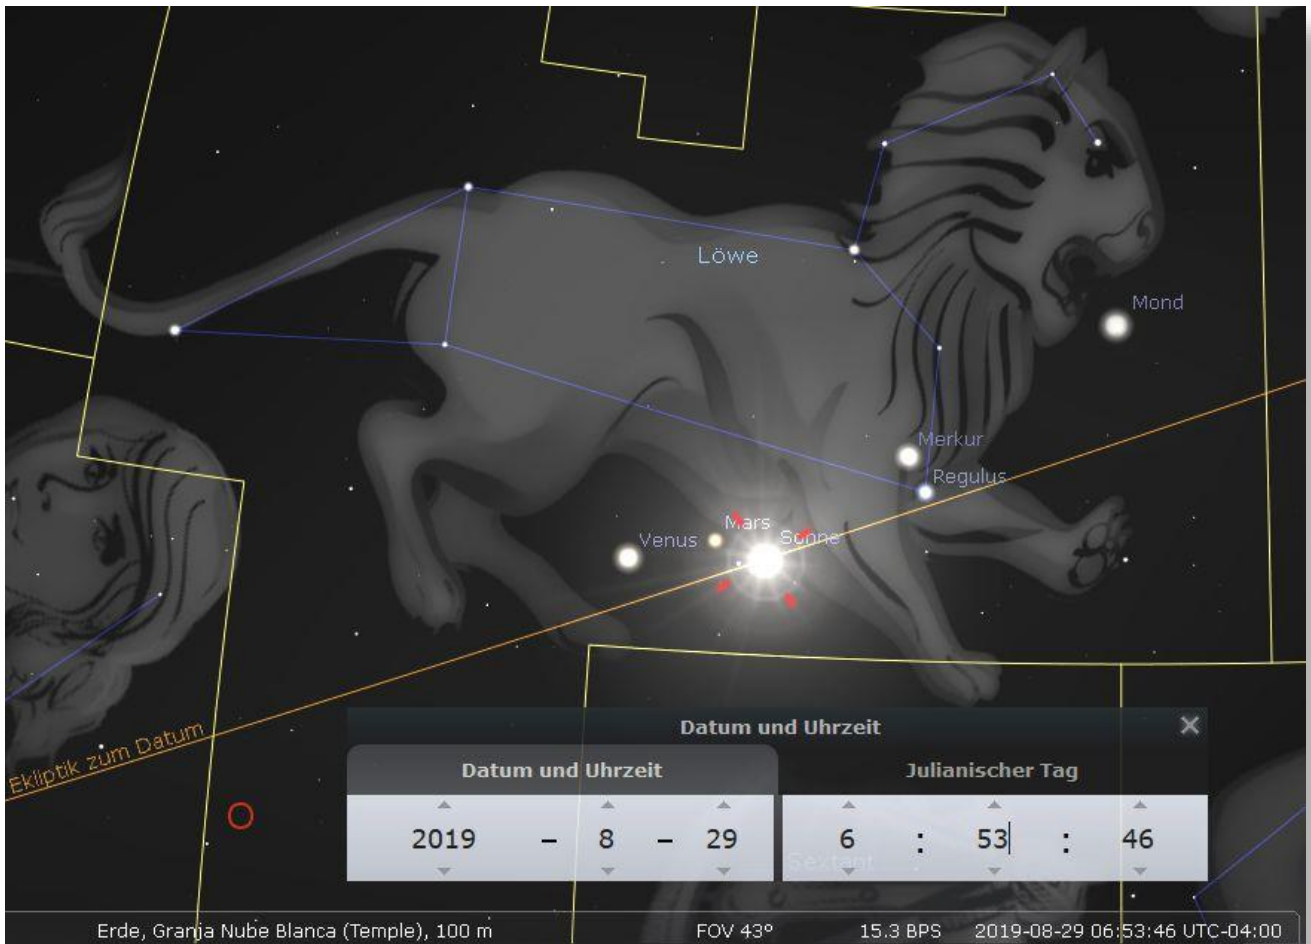 Löwe
Mond
Merkur
Regulus
Mars
Venus
Sonne
Ekliptik zum Datum
Datum und Uhrzeit
Datum und Uhrzeit
Julianischer Tag
2019 - 8 - 29 6 : 53 : 46
Sextant
Erde, Granja Nube Blanca (Temple), 100 m FOV 43° 15.3 BPS 2019-08-29 06:53:46 UTC-04:00